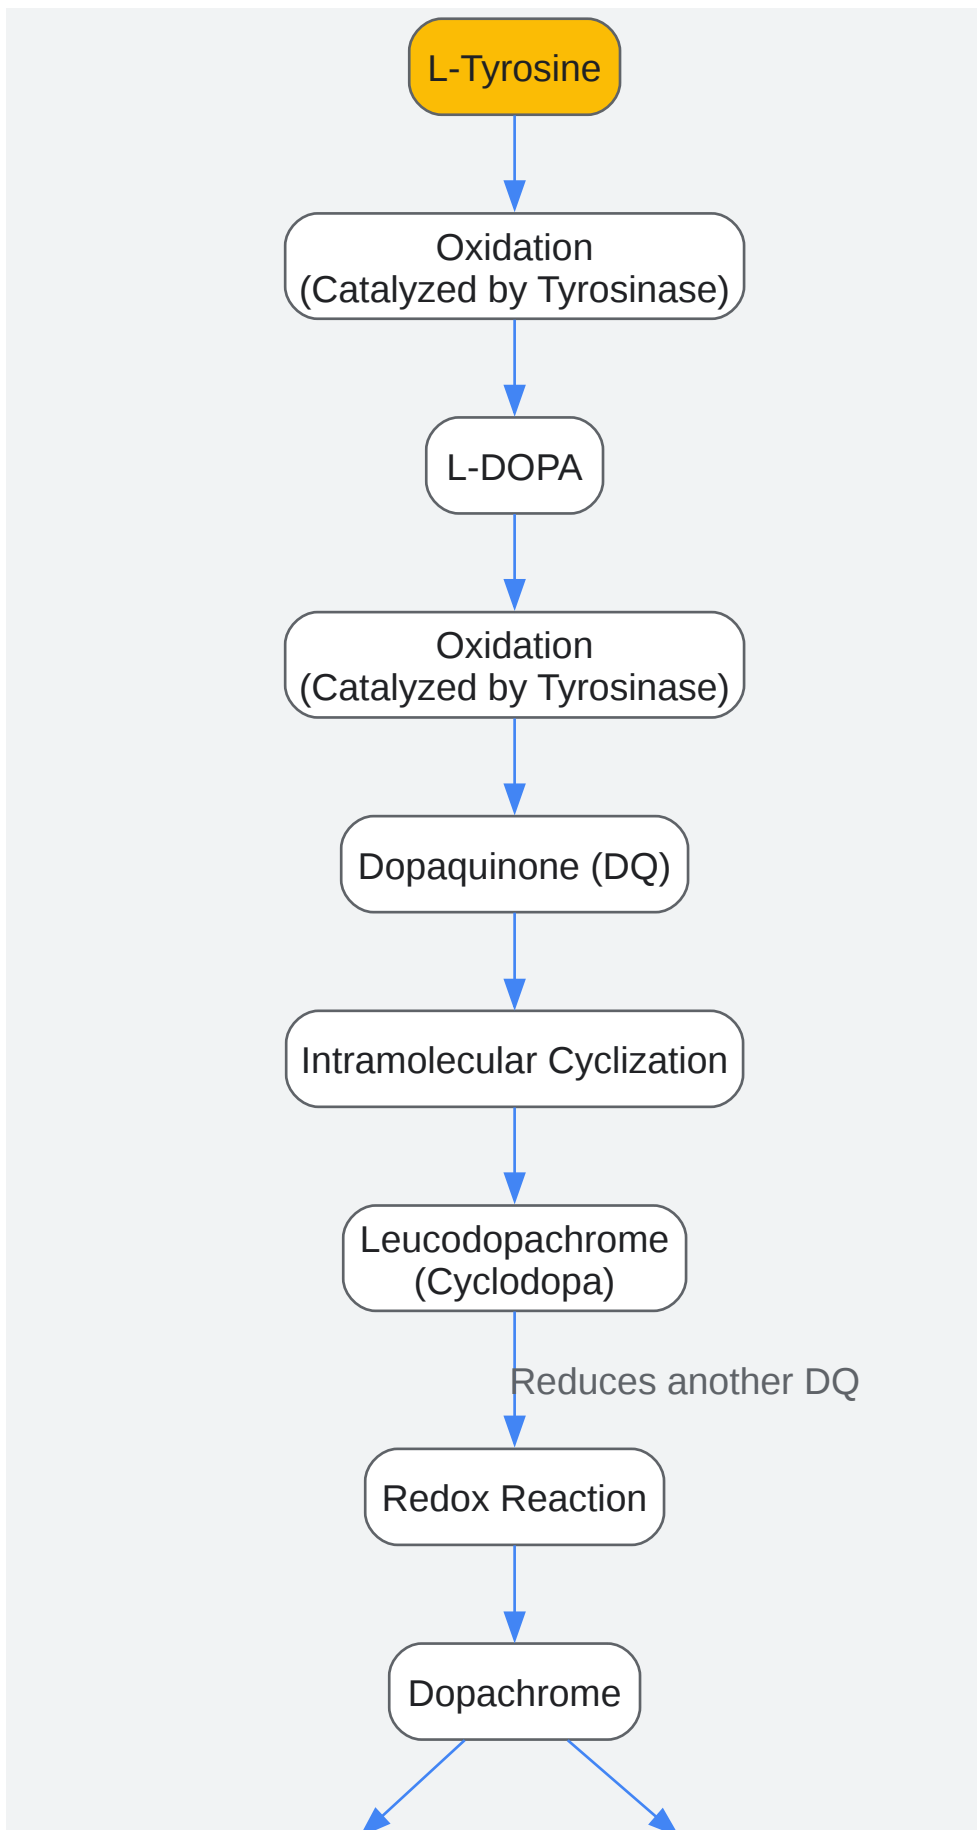 L-Tyrosine
Oxidation
(Catalyzed by Tyrosinase)
L-DOPA
Oxidation
(Catalyzed by Tyrosinase)
Dopaquinone (DQ)
Intramolecular Cyclization
Leucodopachrome
(Cyclodopa)
Reduces another DQ
Redox Reaction
Dopachrome